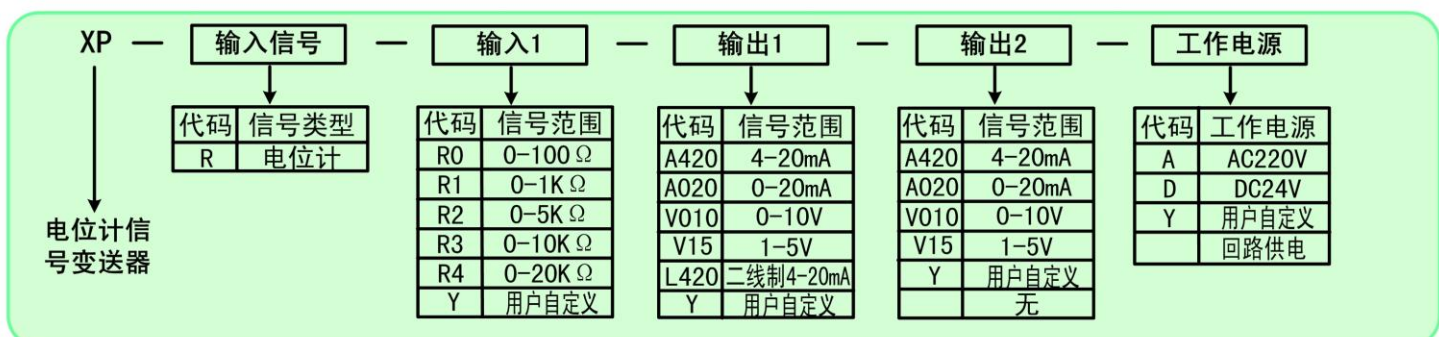 XP — 输入信号 — 输入1 — 输出1 — 输出2 — 工作电源
电位计信
号变送器
代码 信号类型
R 电位计
代码 信号范围
R0 0-100Ω
R1 0-1KΩ
R2 0-5KΩ
R3 0-10KΩ
R4 0-20KΩ
Y 用户自定义
代码 信号范围
A420 4-20mA
A020 0-20mA
V010 0-10V
V15 1-5V
L420 二线制4-20mA
Y 用户自定义
代码 信号范围
A420 4-20mA
A020 0-20mA
V010 0-10V
V15 1-5V
Y 用户自定义
无
代码 工作电源
A AC220V
D DC24V
Y 用户自定义
回路供电